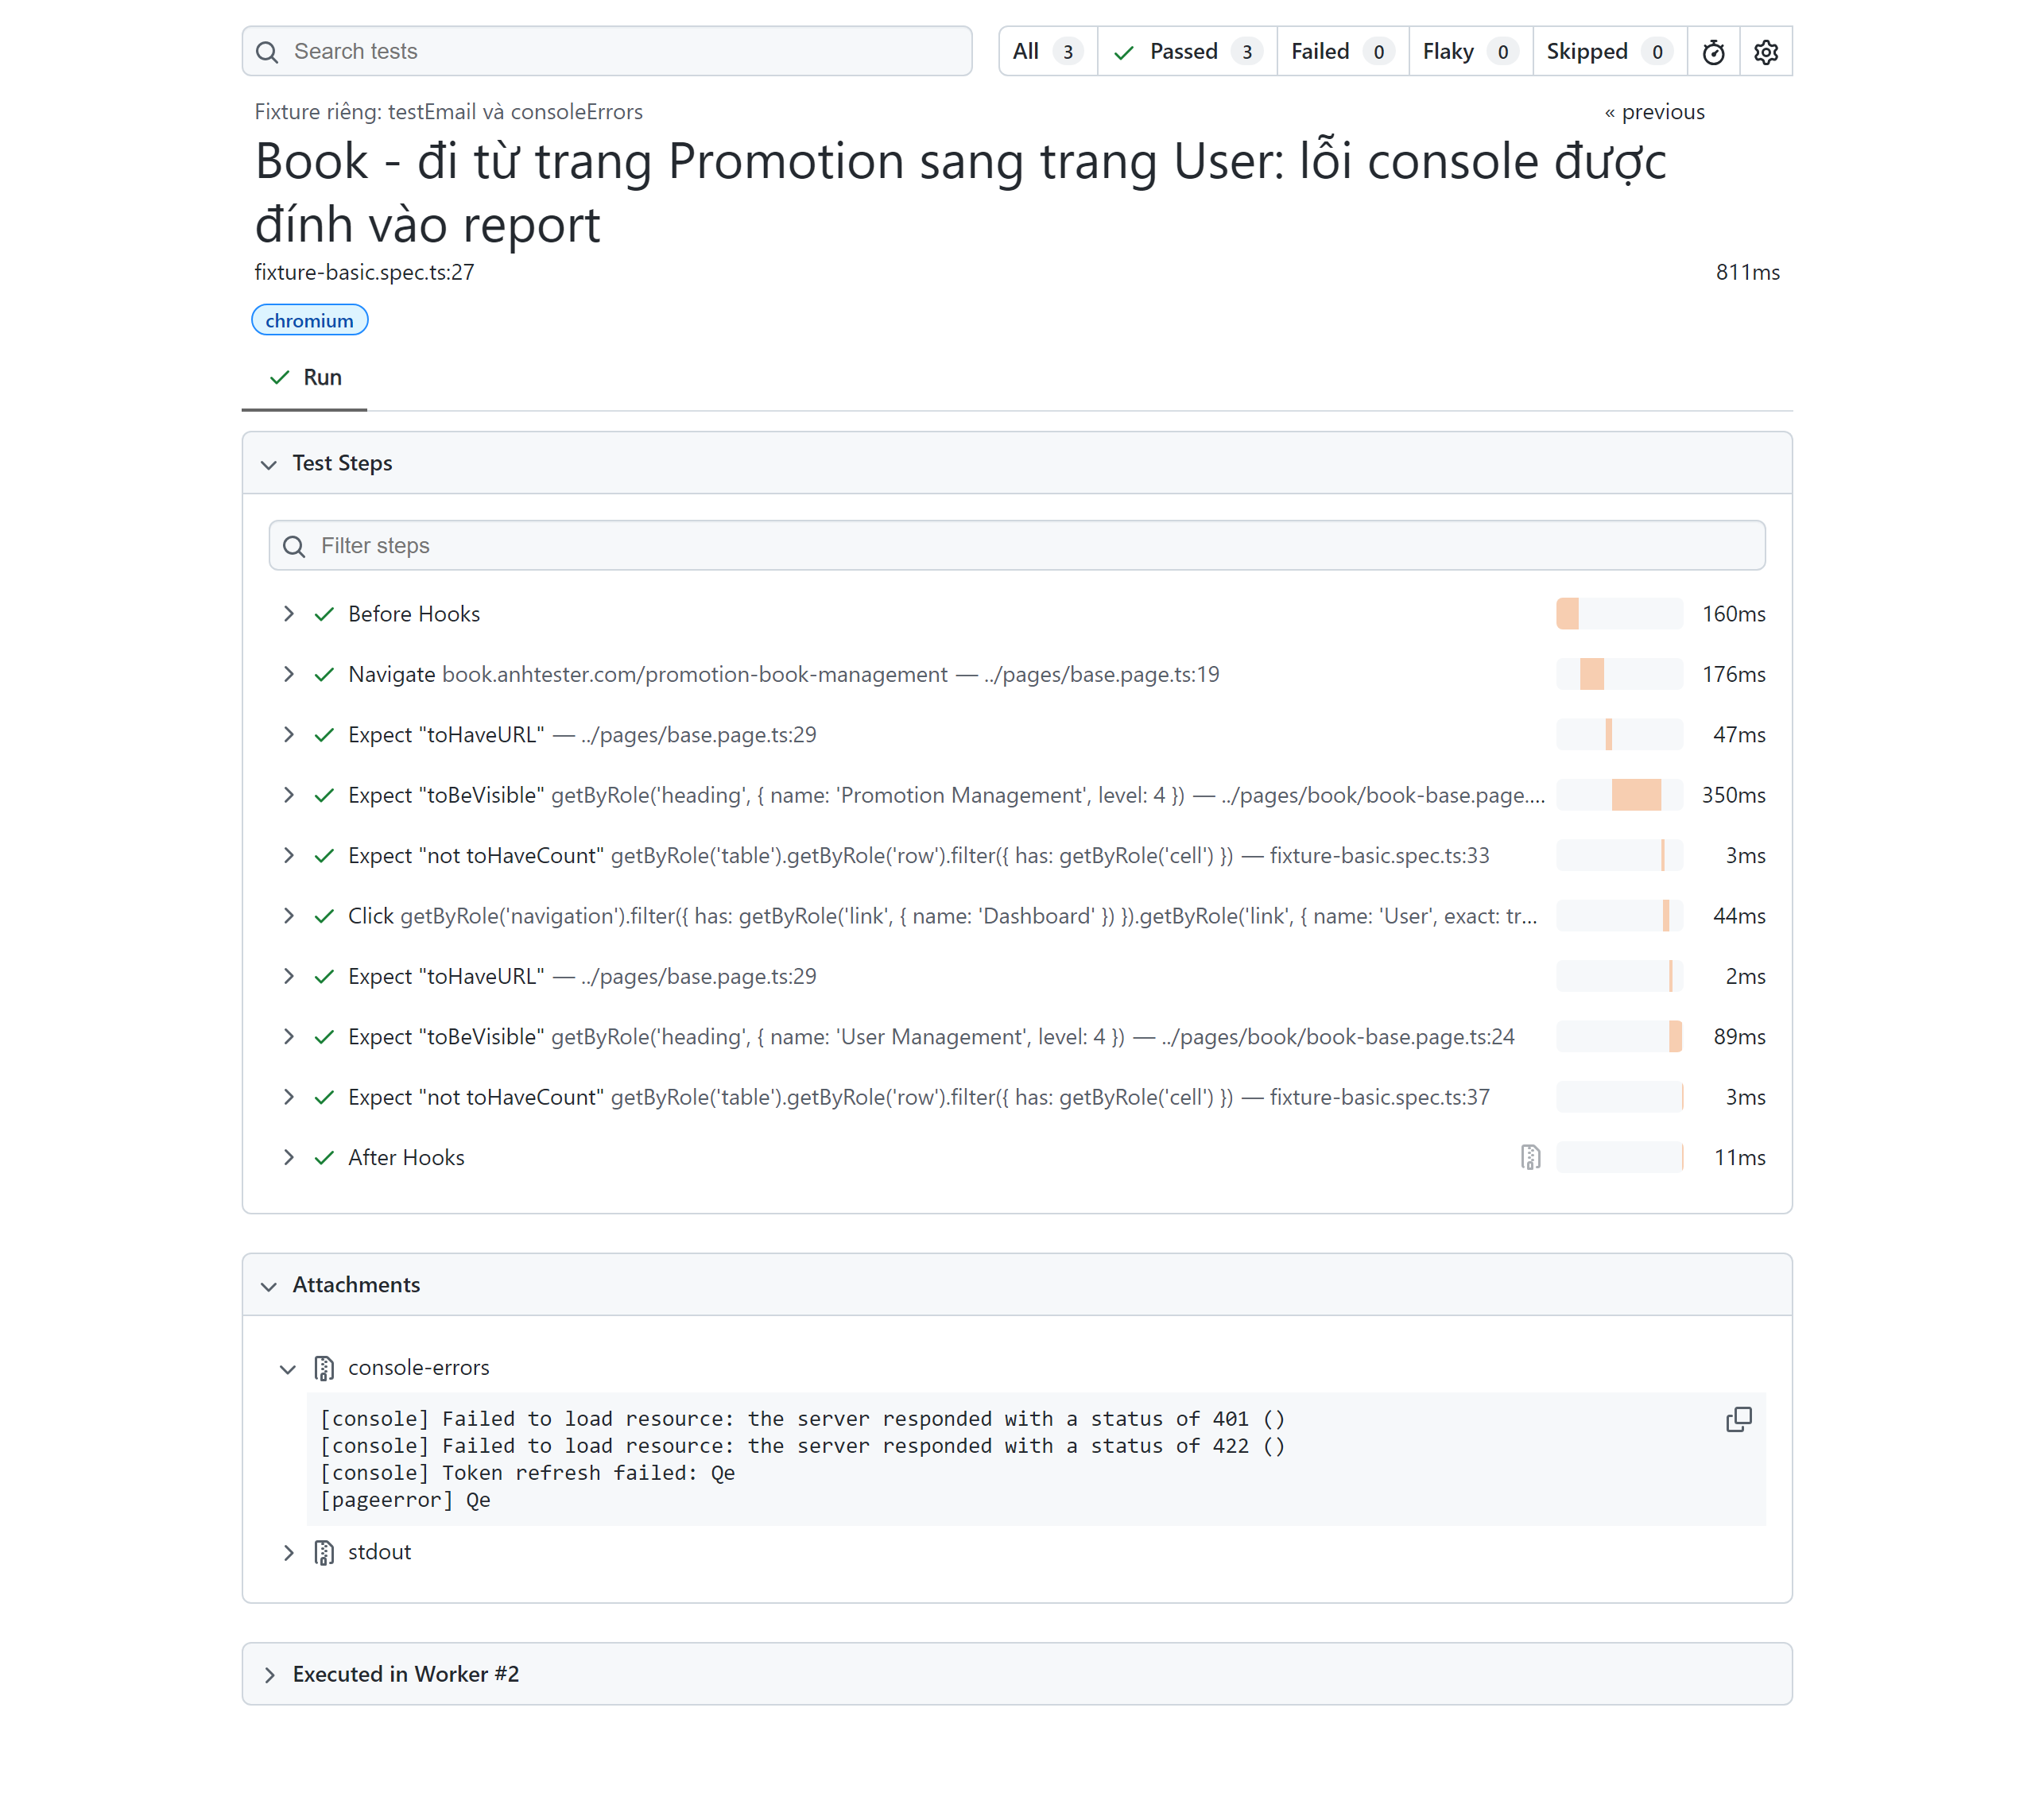 Search tests
All 3
Passed 3
Failed 0
Flaky 0
Skipped 0
Fixture riêng: testEmail và consoleErrors
« previous
Book - đi từ trang Promotion sang trang User: lỗi console được
đính vào report
fixture-basic.spec.ts:27
811ms
chromium
Run
Test Steps
Filter steps
Before Hooks 160ms
Navigate book.anhtester.com/promotion-book-management — ../pages/base.page.ts:19 176ms
Expect "toHaveURL" — ../pages/base.page.ts:29 47ms
Expect "toBeVisible" getByRole('heading', { name: 'Promotion Management', level: 4 }) — ../pages/book/book-base.page.... 350ms
Expect "not toHaveCount" getByRole('table').getByRole('row').filter({ has: getByRole('cell') }) — fixture-basic.spec.ts:33 3ms
Click getByRole('navigation').filter({ has: getByRole('link', { name: 'Dashboard' }) }).getByRole('link', { name: 'User', exact: tr... 44ms
Expect "toHaveURL" — ../pages/base.page.ts:29 2ms
Expect "toBeVisible" getByRole('heading', { name: 'User Management', level: 4 }) — ../pages/book/book-base.page.ts:24 89ms
Expect "not toHaveCount" getByRole('table').getByRole('row').filter({ has: getByRole('cell') }) — fixture-basic.spec.ts:37 3ms
After Hooks 11ms
Attachments
console-errors
[console] Failed to load resource: the server responded with a status of 401 ()
[console] Failed to load resource: the server responded with a status of 422 ()
[console] Token refresh failed: Qe
[pageerror] Qe
stdout
Executed in Worker #2